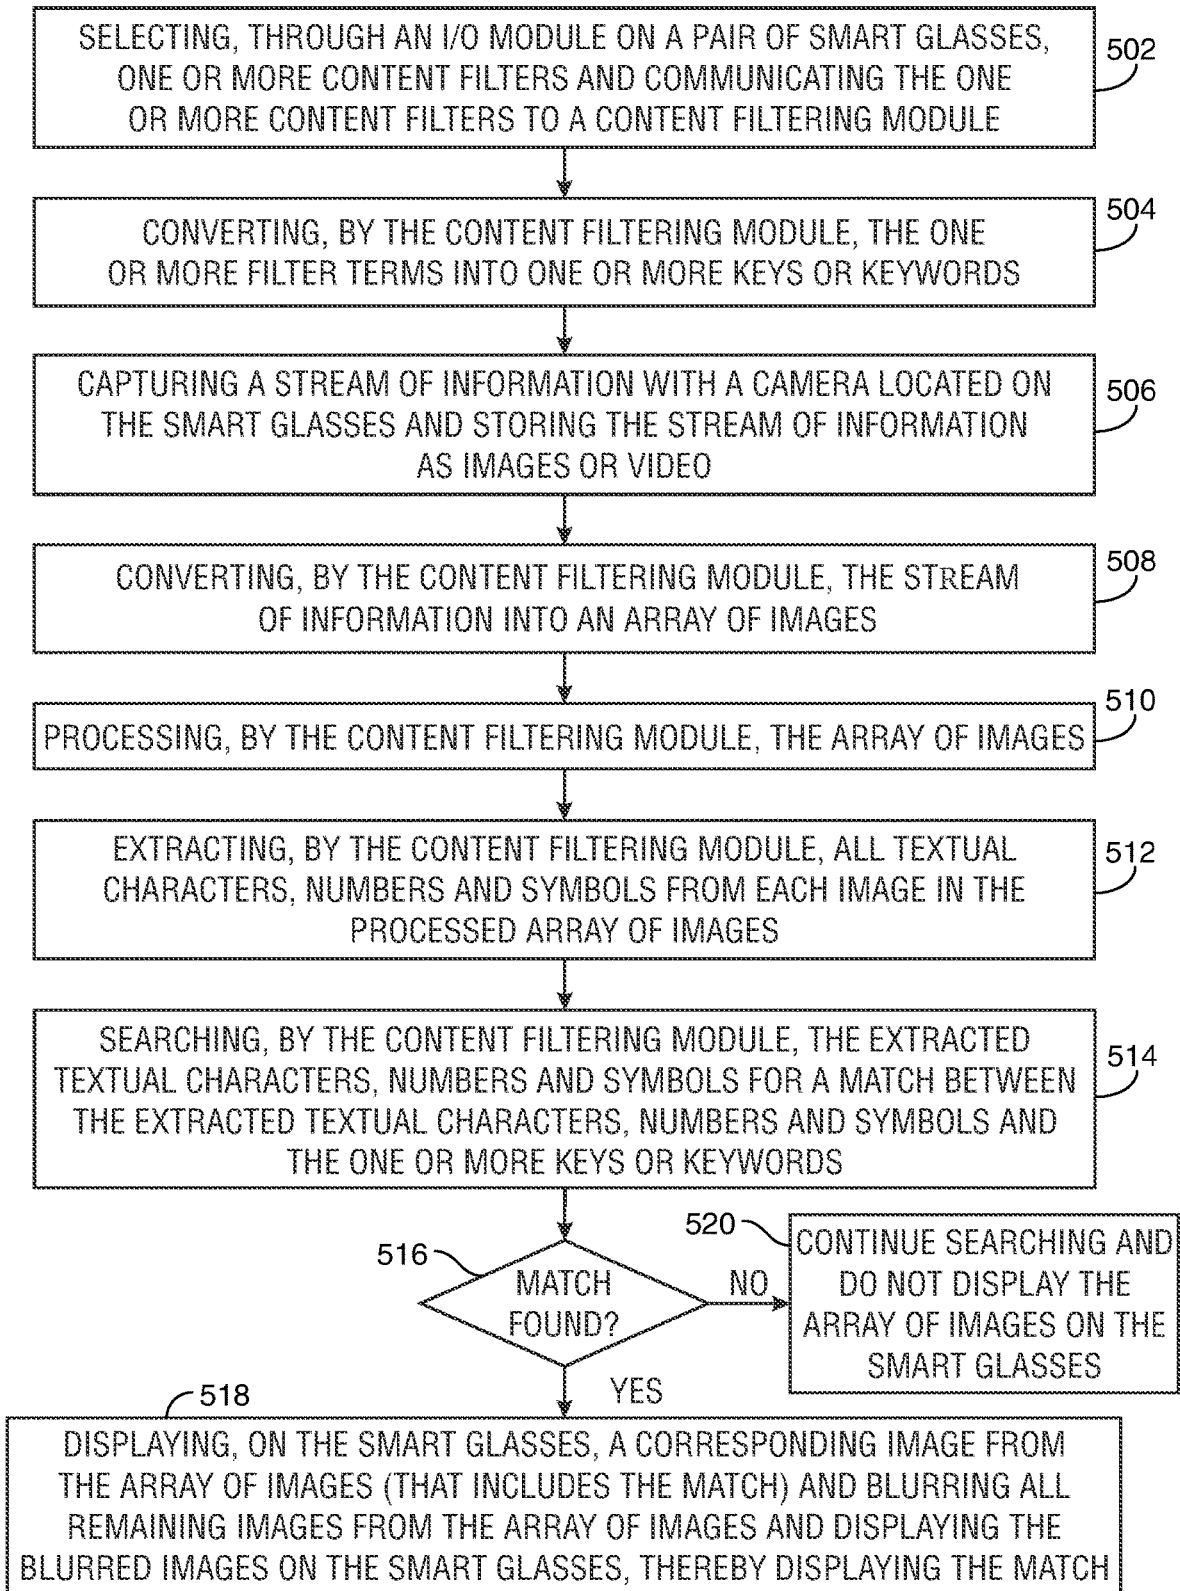 SELECTING, THROUGH AN I/O MODULE ON A PAIR OF SMART GLASSES,
ONE OR MORE CONTENT FILTERS AND COMMUNICATING THE ONE
OR MORE CONTENT FILTERS TO A CONTENT FILTERING MODULE
502
CONVERTING, BY THE CONTENT FILTERING MODULE, THE ONE
OR MORE FILTER TERMS INTO ONE OR MORE KEYS OR KEYWORDS
504
CAPTURING A STREAM OF INFORMATION WITH A CAMERA LOCATED ON
THE SMART GLASSES AND STORING THE STREAM OF INFORMATION
AS IMAGES OR VIDEO
506
CONVERTING, BY THE CONTENT FILTERING MODULE, THE STREAM
OF INFORMATION INTO AN ARRAY OF IMAGES
508
PROCESSING, BY THE CONTENT FILTERING MODULE, THE ARRAY OF IMAGES
510
EXTRACTING, BY THE CONTENT FILTERING MODULE, ALL TEXTUAL
CHARACTERS, NUMBERS AND SYMBOLS FROM EACH IMAGE IN THE
PROCESSED ARRAY OF IMAGES
512
SEARCHING, BY THE CONTENT FILTERING MODULE, THE EXTRACTED
TEXTUAL CHARACTERS, NUMBERS AND SYMBOLS FOR A MATCH BETWEEN
THE EXTRACTED TEXTUAL CHARACTERS, NUMBERS AND SYMBOLS AND
THE ONE OR MORE KEYS OR KEYWORDS
514
516
MATCH
FOUND?
NO
520
CONTINUE SEARCHING AND
DO NOT DISPLAY THE
ARRAY OF IMAGES ON THE
SMART GLASSES
YES
518
DISPLAYING, ON THE SMART GLASSES, A CORRESPONDING IMAGE FROM
THE ARRAY OF IMAGES (THAT INCLUDES THE MATCH) AND BLURRING ALL
REMAINING IMAGES FROM THE ARRAY OF IMAGES AND DISPLAYING THE
BLURRED IMAGES ON THE SMART GLASSES, THEREBY DISPLAYING THE MATCH